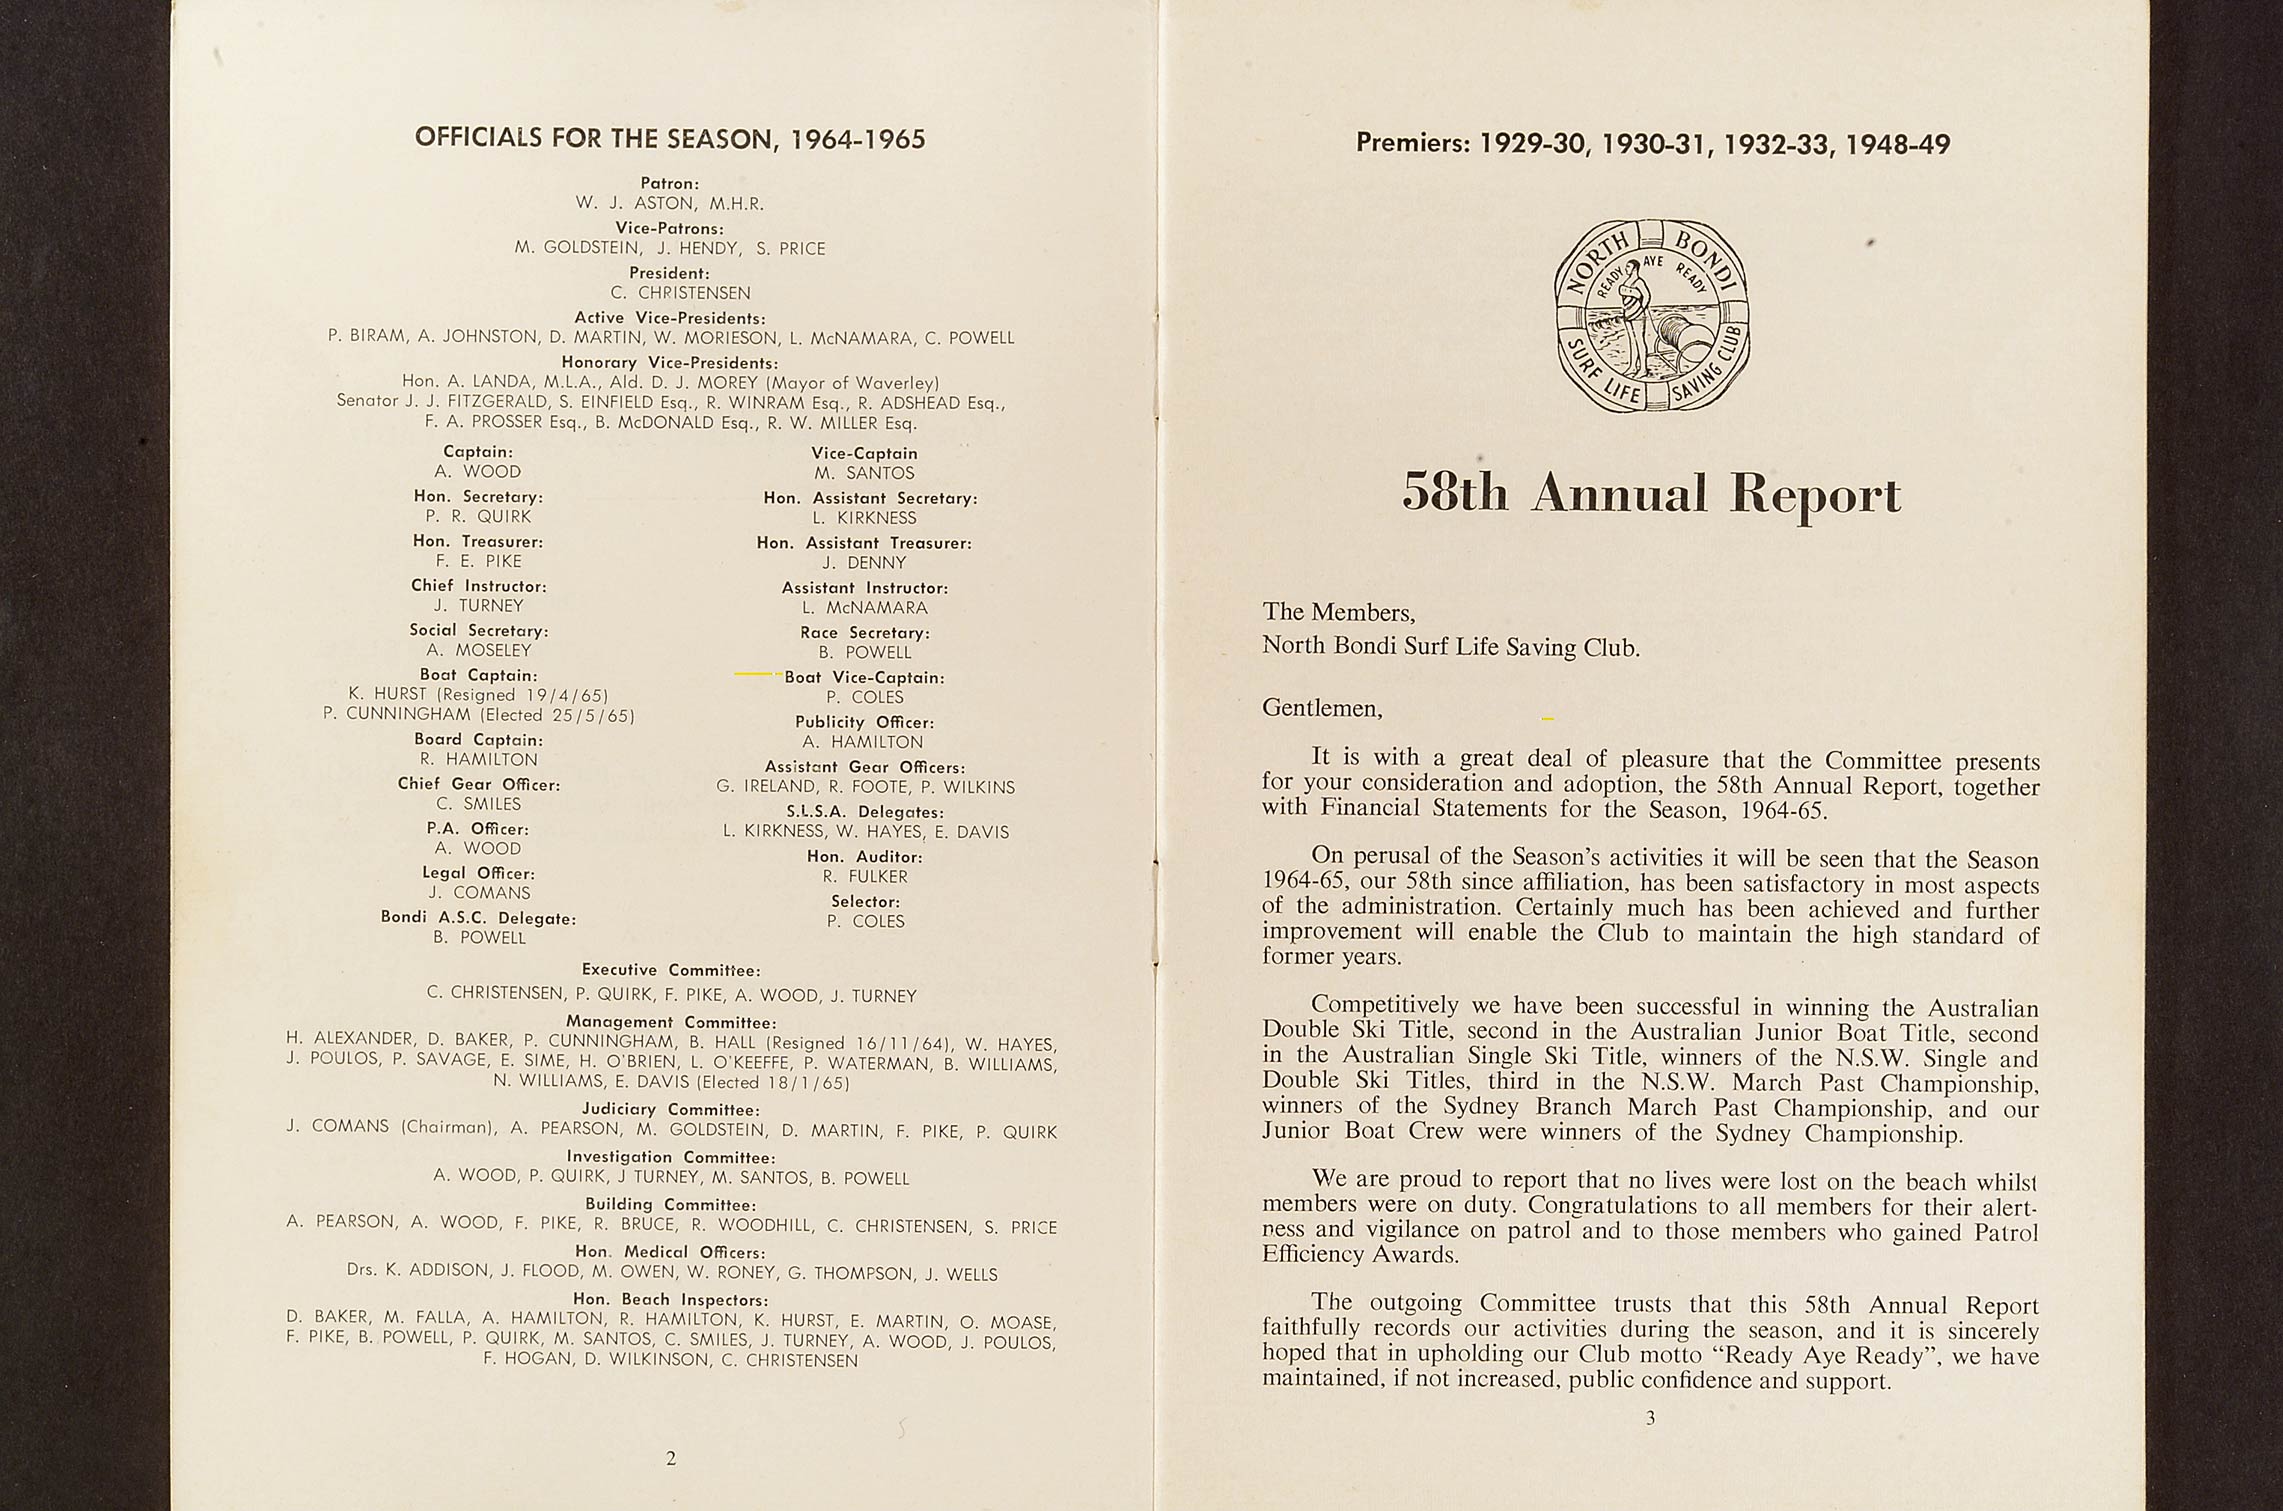 OFFICIALS FOR THE SEASON, 1964-1965
Patron:
W. J. ASTON, M.H.R.
Vice-Patrons:
M. GOLDSTEIN, J. HENDY, S. PRICE
President:
C. CHRISTENSEN
Active Vice-Presidents:
P. BIRAM, A. JOHNSTON, D. MARTIN, W. MORIESON, L. McNAMARA, C. POWELL
Honorary Vice-Presidents:
Hon. A. LANDA, M.L.A., Ald. D. J. MOREY (Mayor of Waverley)
Senator J. J. FITZGERALD, S. EINFIELD Esq., R. WINRAM Esq., R. ADSHEAD Esq.,
F. A. PROSSER Esq., B. McDONALD Esq., R. W. MILLER Esq.
Captain:
A. WOOD
Hon. Secretary:
P. R. QUIRK
Hon. Treasurer:
F. E. PIKE
Chief Instructor:
J. TURNEY
Social Secretary:
A. MOSELEY
Boat Captain:
K. HURST (Resigned 19/4/65)
P. CUNNINGHAM (Elected 25/5/65)
Board Captain:
R. HAMILTON
Chief Gear Officer:
C. SMILES
P.A. Officer:
A. WOOD
Legal Officer:
J. COMANS
Bondi A.S.C. Delegate:
B. POWELL
Vice-Captain
M. SANTOS
Hon. Assistant Secretary:
L. KIRKNESS
Hon. Assistant Treasurer:
J. DENNY
Assistant Instructor:
L. McNAMARA
Race Secretary:
B. POWELL
Boat Vice-Captain:
P. COLES
Publicity Officer:
A. HAMILTON
Assistant Gear Officers:
G. IRELAND, R. FOOTE, P. WILKINS
S.L.S.A. Delegates:
L. KIRKNESS, W. HAYES, E. DAVIS
Hon. Auditor:
R. FULKER
Selector:
P. COLES
Executive Committee:
C. CHRISTENSEN, P. QUIRK, F. PIKE, A. WOOD, J. TURNEY
Management Committee:
H. ALEXANDER, D. BAKER, P. CUNNINGHAM, B. HALL (Resigned 16/11/64), W. HAYES,
J. POULOS, P. SAVAGE, E. SIME, H. O'BRIEN, L. O'KEEFFE, P. WATERMAN, B. WILLIAMS,
N. WILLIAMS, E. DAVIS (Elected 18/1/65)
Judiciary Committee:
J. COMANS (Chairman), A. PEARSON, M. GOLDSTEIN, D. MARTIN, F. PIKE, P. QUIRK
Investigation Committee:
A. WOOD, P. QUIRK, J TURNEY, M. SANTOS, B. POWELL
Building Committee:
A. PEARSON, A. WOOD, F. PIKE, R. BRUCE, R. WOODHILL, C. CHRISTENSEN, S. PRICE
Hon. Medical Officers:
Drs. K. ADDISON, J. FLOOD, M. OWEN, W. RONEY, G. THOMPSON, J. WELLS
Hon. Beach Inspectors:
D. BAKER, M. FALLA, A. HAMILTON, R. HAMILTON, K. HURST, E. MARTIN, O. MOASE,
F. PIKE, B. POWELL, P. QUIRK, M. SANTOS, C. SMILES, J. TURNEY, A. WOOD, J. POULOS,
F. HOGAN, D. WILKINSON, C. CHRISTENSEN
2
Premiers: 1929-30, 1930-31, 1932-33, 1948-49
NORTH BONDI
READY AYE READY
SURF LIFE SAVING CLUB
58th Annual Report
The Members,
North Bondi Surf Life Saving Club.
Gentlemen,
It is with a great deal of pleasure that the Committee presents
for your consideration and adoption, the 58th Annual Report, together
with Financial Statements for the Season, 1964-65.
On perusal of the Season's activities it will be seen that the Season
1964-65, our 58th since affiliation, has been satisfactory in most aspects
of the administration. Certainly much has been achieved and further
improvement will enable the Club to maintain the high standard of
former years.
Competitively we have been successful in winning the Australian
Double Ski Title, second in the Australian Junior Boat Title, second
in the Australian Single Ski Title, winners of the N.S.W. Single and
Double Ski Titles, third in the N.S.W. March Past Championship,
winners of the Sydney Branch March Past Championship, and our
Junior Boat Crew were winners of the Sydney Championship.
We are proud to report that no lives were lost on the beach whilst
members were on duty. Congratulations to all members for their alert-
ness and vigilance on patrol and to those members who gained Patrol
Efficiency Awards.
The outgoing Committee trusts that this 58th Annual Report
faithfully records our activities during the season, and it is sincerely
hoped that in upholding our Club motto "Ready Aye Ready", we have
maintained, if not increased, public confidence and support.
3